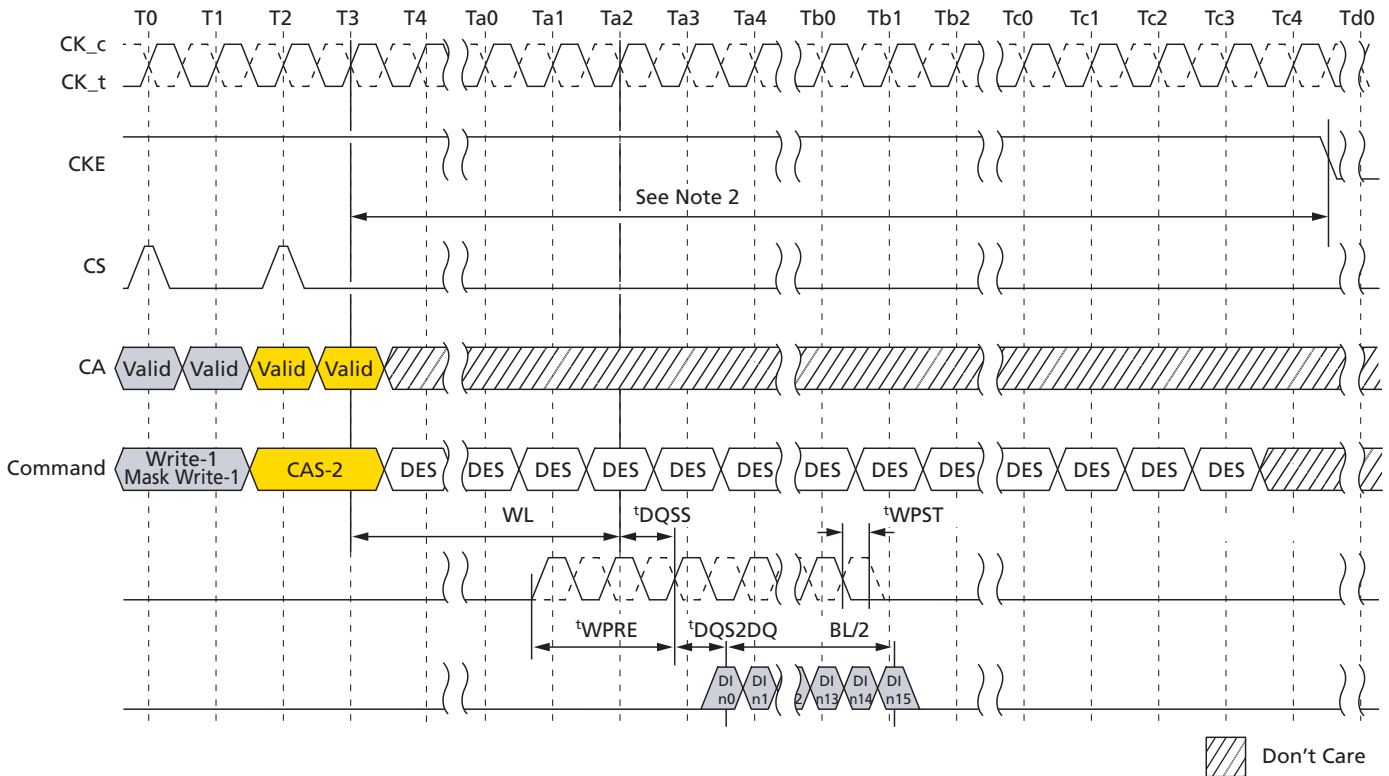 T0 T1 T2 T3 T4 Ta0 Ta1 Ta2 Ta3 Ta4 Tb0 Tb1 Tb2 Tc0 Tc1 Tc2 Tc3 Tc4 Td0
CK_c
CK_t
CKE
See Note 2
CS
CA Valid Valid Valid Valid
Command Write-1 Mask Write-1 CAS-2 DES DES DES DES DES DES DES DES DES DES DES DES DES
WL tDQSS tWPST
tWPRE tDQS2DQ BL/2
DI n0 DI n1 2 DI n13 DI n14 DI n15
Don't Care